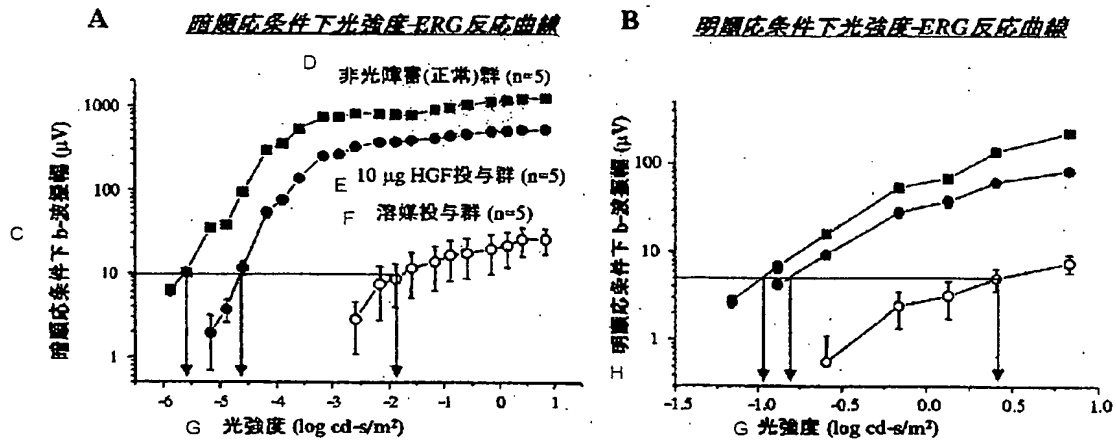 A
暗順応条件下光強度-ERG反応曲線
D
非光障害(正常)群 (n=5)
E
10 μg HGF投与群 (n=5)
F
溶媒投与群 (n=5)
C
暗順応条件下 b-波振幅 (μV)
1000
100
10
1
-6 -5 -4 -3 -2 -1 0 1
G 光強度 (log cd-s/m²)
B
明順応条件下光強度-ERG反応曲線
H 明順応条件下 b-波振幅 (μV)
100
10
1
-1.5 -1.0 -0.5 0.0 0.5 1.0
G 光強度 (log cd-s/m²)